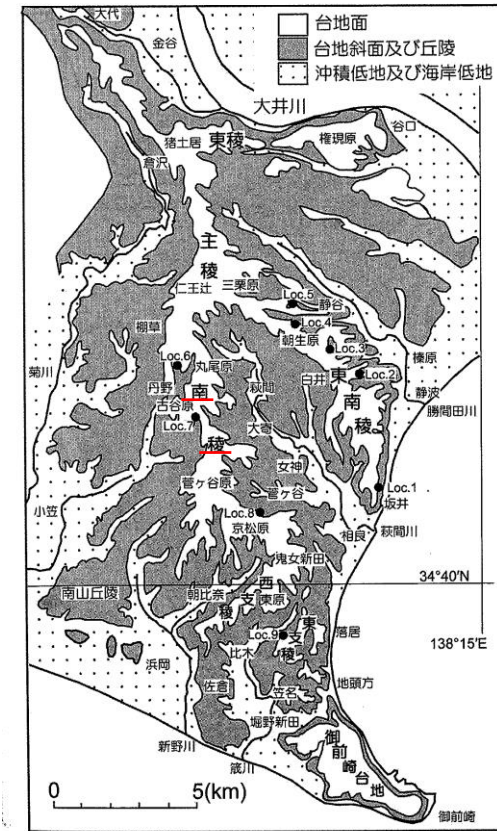 台地面
台地斜面及び丘陵
沖積低地及び海岸低地
大代
金谷
大井川
猪土居
東稜
権現原
谷口
倉沢
主稜
仁王辻
三栗原
Loc.5
静谷
Loc.4
朝生原
Loc.3
棚草
Loc.6
丸尾原
萩間
白井
Loc.2
榛原
静波
菊川
丹野
古谷原
南稜
東南稜
勝間田川
Loc.7
大寄
女神
Loc.1
坂井
小笠
菅ヶ原
菅ヶ谷
Loc.8
京松原
相良
萩間川
鬼女新田
34°40'N
南山丘陵
朝比奈
西支稜
東原
東支稜
Loc.9
落居
138°15'E
浜岡
比木
地頭方
佐倉
笠名
堀野新田
新野川
筬川
御前崎台地
御前崎
0 5(km)